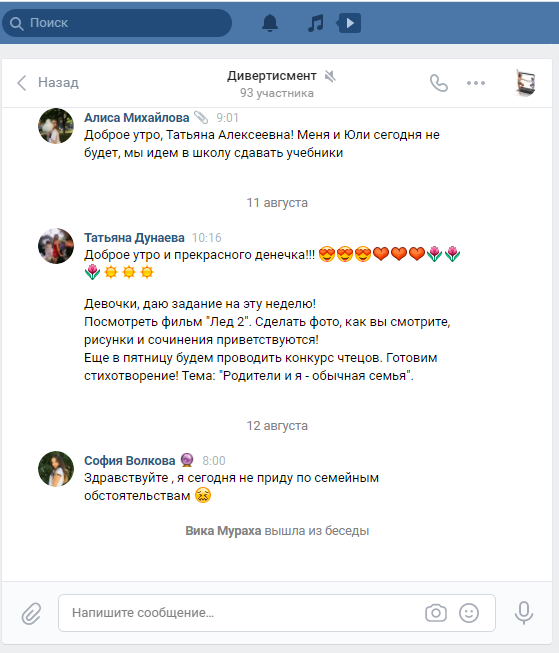 Поиск
Назад
Дивертисмент
93 участника
Алиса Михайлова 9:01
Доброе утро, Татьяна Алексеевна! Меня и Юли сегодня не
будет, мы идем в школу сдавать учебники
11 августа
Татьяна Дунаева 10:16
Доброе утро и прекрасного денечка!!! 😍😍😍❤❤❤🌷🌷
🌷☀☀☀
Девочки, даю задание на эту неделю!
Посмотреть фильм "Лед 2". Сделать фото, как вы смотрите,
рисунки и сочинения приветствуются!
Еще в пятницу будем проводить конкурс чтецов. Готовим
стихотворение! Тема: "Родители и я - обычная семья".
12 августа
София Волкова 🔮 8:00
Здравствуйте , я сегодня не приду по семейным
обстоятельствам 😖
Вика Мураха вышла из беседы
Напишите сообщение...